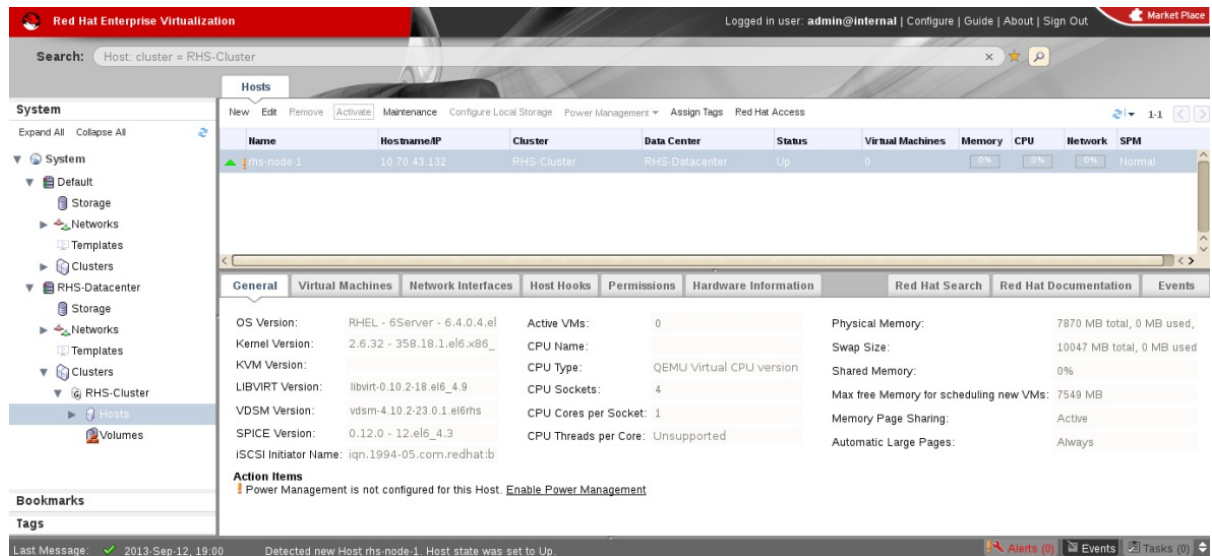 Red Hat Enterprise Virtualization
Logged in user: admin@internal | Configure | Guide | About | Sign Out
Market Place
Search: Host: cluster = RHS-Cluster
Hosts
System
Expand All Collapse All
System
Default
Storage
Networks
Templates
Clusters
RHS-Datacenter
Storage
Networks
Templates
Clusters
RHS-Cluster
Hosts
Volumes
Bookmarks
Tags
New Edit Remove Activate Maintenance Configure Local Storage Power Management Assign Tags Red Hat Access
1-1
Name Hostname/IP Cluster Data Center Status Virtual Machines Memory CPU Network SPM
rhs-node-1 10.70.43.132 RHS-Cluster RHS-Datacenter Up 0 0% 0% 0% Normal
General Virtual Machines Network Interfaces Host Hooks Permissions Hardware Information Red Hat Search Red Hat Documentation Events
OS Version: RHEL - 6Server - 6.4.0.4.el
Kernel Version: 2.6.32 - 358.18.1.el6.x86_
KVM Version:
LIBVIRT Version: libvirt-0.10.2-18.el6_4.9
VDSM Version: vdsm-4.10.2-23.0.1.el6rhs
SPICE Version: 0.12.0 - 12.el6_4.3
iSCSI Initiator Name: iqn.1994-05.com.redhat:b
Active VMs: 0
CPU Name:
CPU Type: QEMU Virtual CPU version
CPU Sockets: 4
CPU Cores per Socket: 1
CPU Threads per Core: Unsupported
Physical Memory: 7870 MB total, 0 MB used,
Swap Size: 10047 MB total, 0 MB used
Shared Memory: 0%
Max free Memory for scheduling new VMs: 7549 MB
Memory Page Sharing: Active
Automatic Large Pages: Always
Action Items
Power Management is not configured for this Host. Enable Power Management
Last Message: 2013-Sep-12, 19:00 Detected new Host rhs-node-1. Host state was set to Up.
Alerts (0) Events Tasks (0)